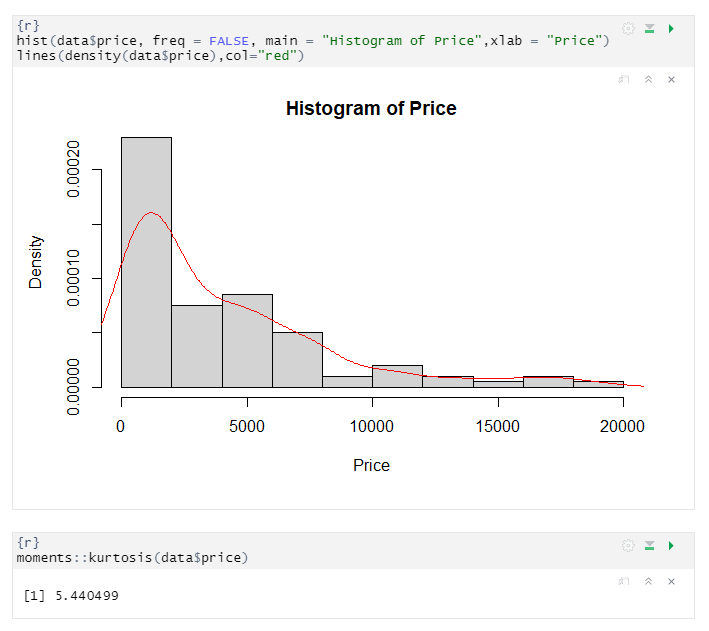 {r}
hist(data$price, freq = FALSE, main = "Histogram of Price",xlab = "Price")
lines(density(data$price),col="red")
Histogram of Price
Density
0.00020
0.00010
0.00000
0 5000 10000 15000 20000
Price
{r}
moments::kurtosis(data$price)
[1] 5.440499